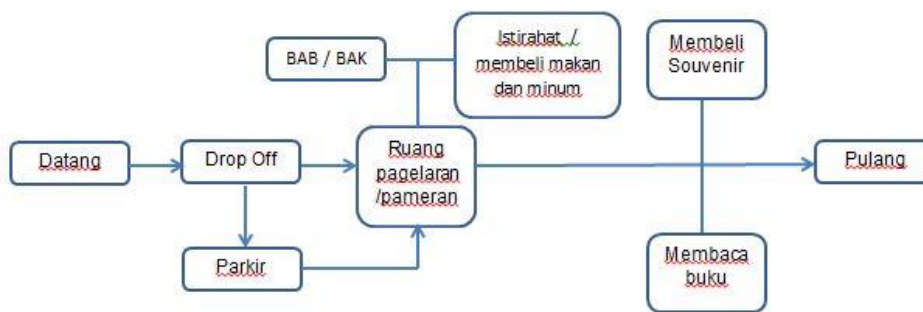 BAB / BAK
Istirahat /
membeli makan
dan minum
Membeli
Souvenir
Datang
Drop Off
Ruang
pagelaran
/pameran
Pulang
Parkir
Membaca
buku